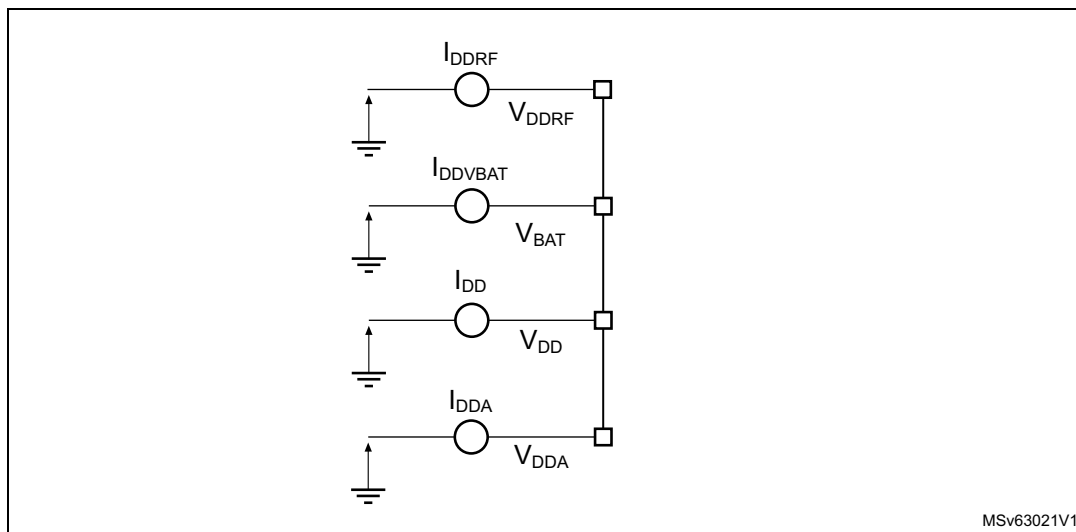 IDDRF
VDDRF
IDDVBAT
VBAT
IDD
VDD
IDDA
VDDA
MSv63021V1